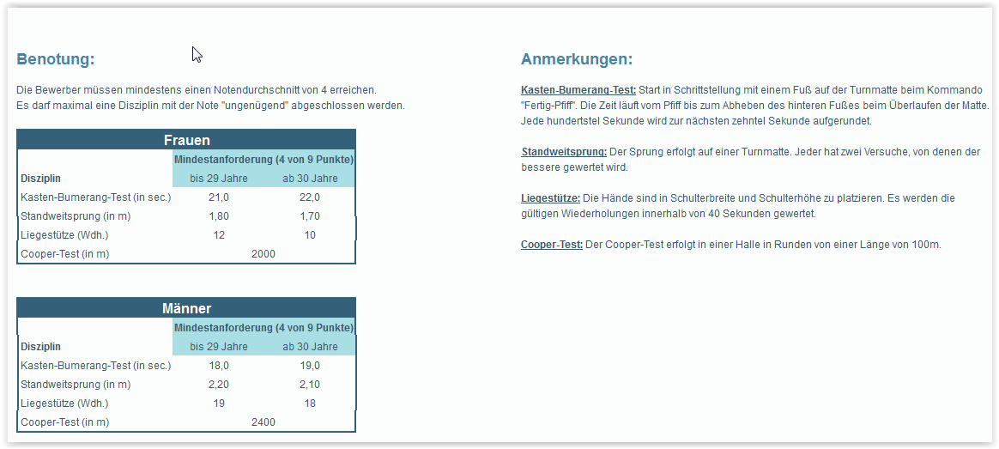 Benotung:
Die Bewerber müssen mindestens einen Notendurchschnitt von 4 erreichen.
Es darf maximal eine Disziplin mit der Note "ungenügend" abgeschlossen werden.
Frauen
Mindestanforderung (4 von 9 Punkte)
Disziplin bis 29 Jahre ab 30 Jahre
Kasten-Bumerang-Test (in sec.) 21,0 22,0
Standweitsprung (in m) 1,80 1,70
Liegestütze (Wdh.) 12 10
Cooper-Test (in m) 2000
Männer
Mindestanforderung (4 von 9 Punkte)
Disziplin bis 29 Jahre ab 30 Jahre
Kasten-Bumerang-Test (in sec.) 18,0 19,0
Standweitsprung (in m) 2,20 2,10
Liegestütze (Wdh.) 19 18
Cooper-Test (in m) 2400
Anmerkungen:
Kasten-Bumerang-Test: Start in Schrittstellung mit einem Fuß auf der Turnmatte beim Kommando
"Fertig-Pfiff". Die Zeit läuft vom Pfiff bis zum Abheben des hinteren Fußes beim Überlaufen der Matte.
Jede hundertstel Sekunde wird zur nächsten zehntel Sekunde aufgerundet.
Standweitsprung: Der Sprung erfolgt auf einer Turnmatte. Jeder hat zwei Versuche, von denen der
bessere gewertet wird.
Liegestütze: Die Hände sind in Schulterbreite und Schulterhöhe zu platzieren. Es werden die
gültigen Wiederholungen innerhalb von 40 Sekunden gewertet.
Cooper-Test: Der Cooper-Test erfolgt in einer Halle in Runden von einer Länge von 100m.